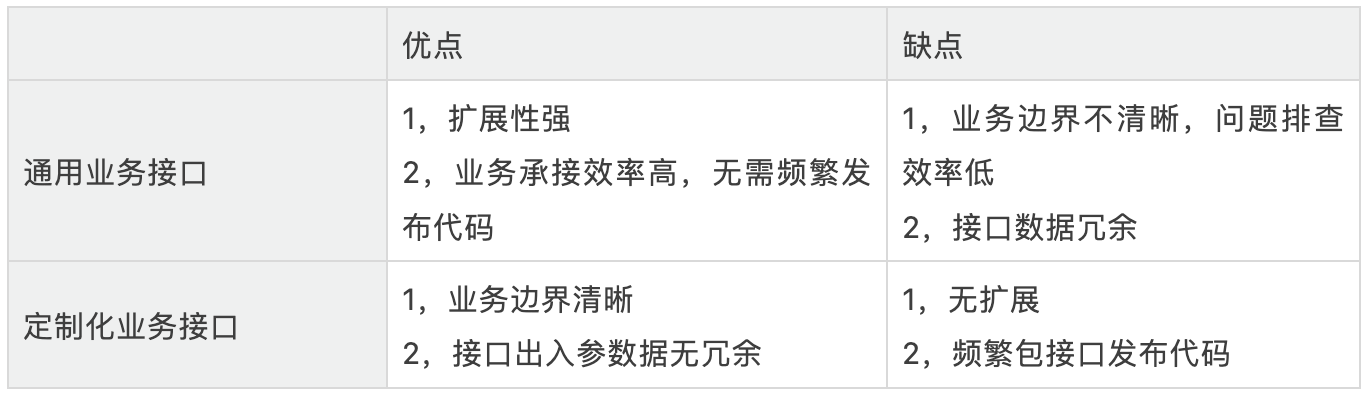 优点
缺点
通用业务接口
1，扩展性强
2，业务承接效率高，无需频繁发
布代码
1，业务边界不清晰，问题排查
效率低
2，接口数据冗余
定制化业务接口
1，业务边界清晰
2，接口出入参数据无冗余
1，无扩展
2，频繁包接口发布代码